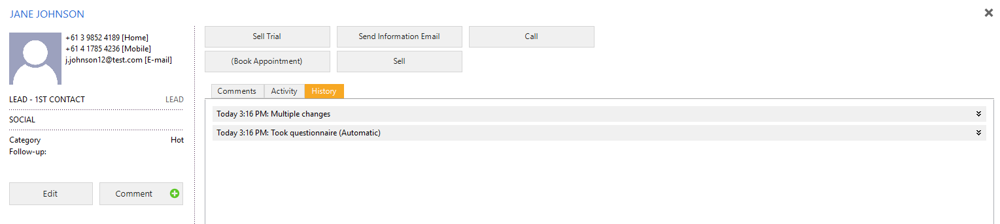 JANE JOHNSON
+61 3 9852 4189 [Home]
+61 4 1785 4236 [Mobile]
j.johnson12@test.com [E-mail]
LEAD - 1ST CONTACT LEAD
SOCIAL
Category Hot
Follow-up:
Edit Comment
Sell Trial Send Information Email Call
(Book Appointment) Sell
Comments Activity History
Today 3:16 PM: Multiple changes
Today 3:16 PM: Took questionnaire (Automatic)